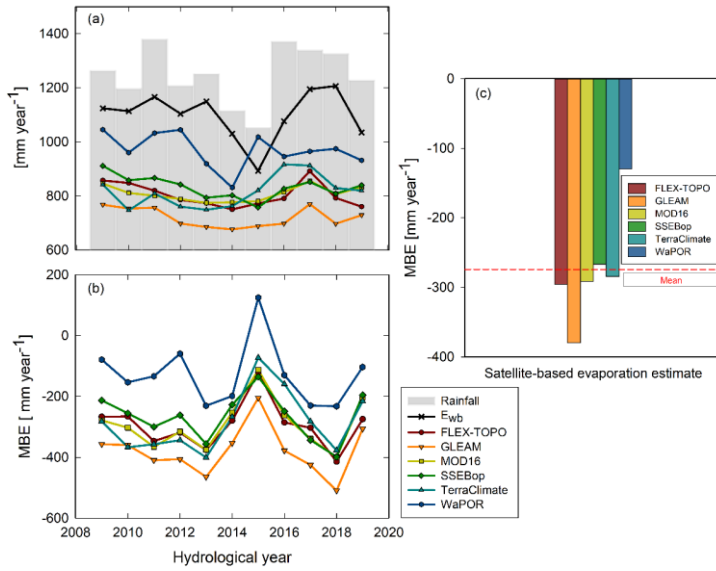 (a)
1400
1200
1000
800
600
[mm year⁻¹]
(b)
200
0
-200
-400
-600
MBE [ mm year⁻¹]
2008 2010 2012 2014 2016 2018 2020
Hydrological year
Rainfall
Ewb
FLEX-TOPO
GLEAM
MOD16
SSEBop
TerraClimate
WaPOR
(c)
0
-100
-200
-300
-400
MBE [mm year⁻¹]
FLEX-TOPO
GLEAM
MOD16
SSEBop
TerraClimate
WaPOR
Mean
Satellite-based evaporation estimate